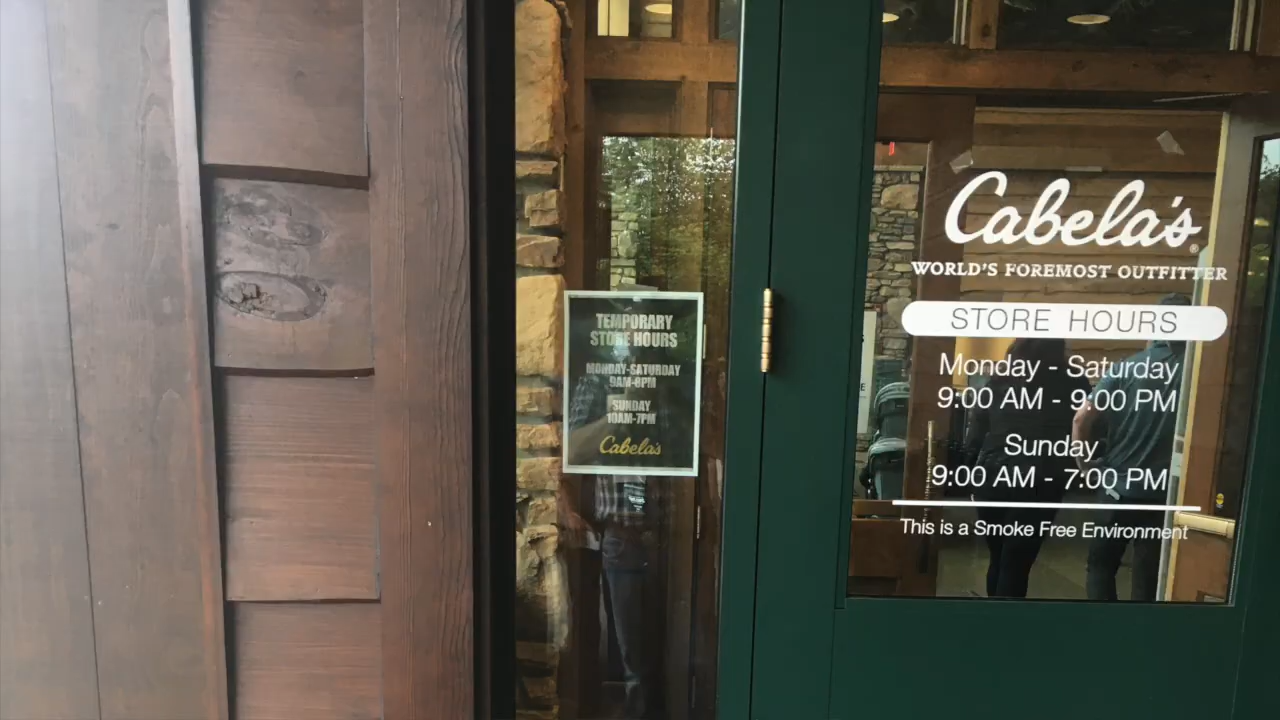 TEMPORARY
STORE HOURS
MONDAY-SATURDAY
9AM-8PM
SUNDAY
10AM-7PM
Cabela's
Cabela's®
WORLD'S FOREMOST OUTFITTER
STORE HOURS
Monday - Saturday
9:00 AM - 9:00 PM
Sunday
9:00 AM - 7:00 PM
This is a Smoke Free Environment